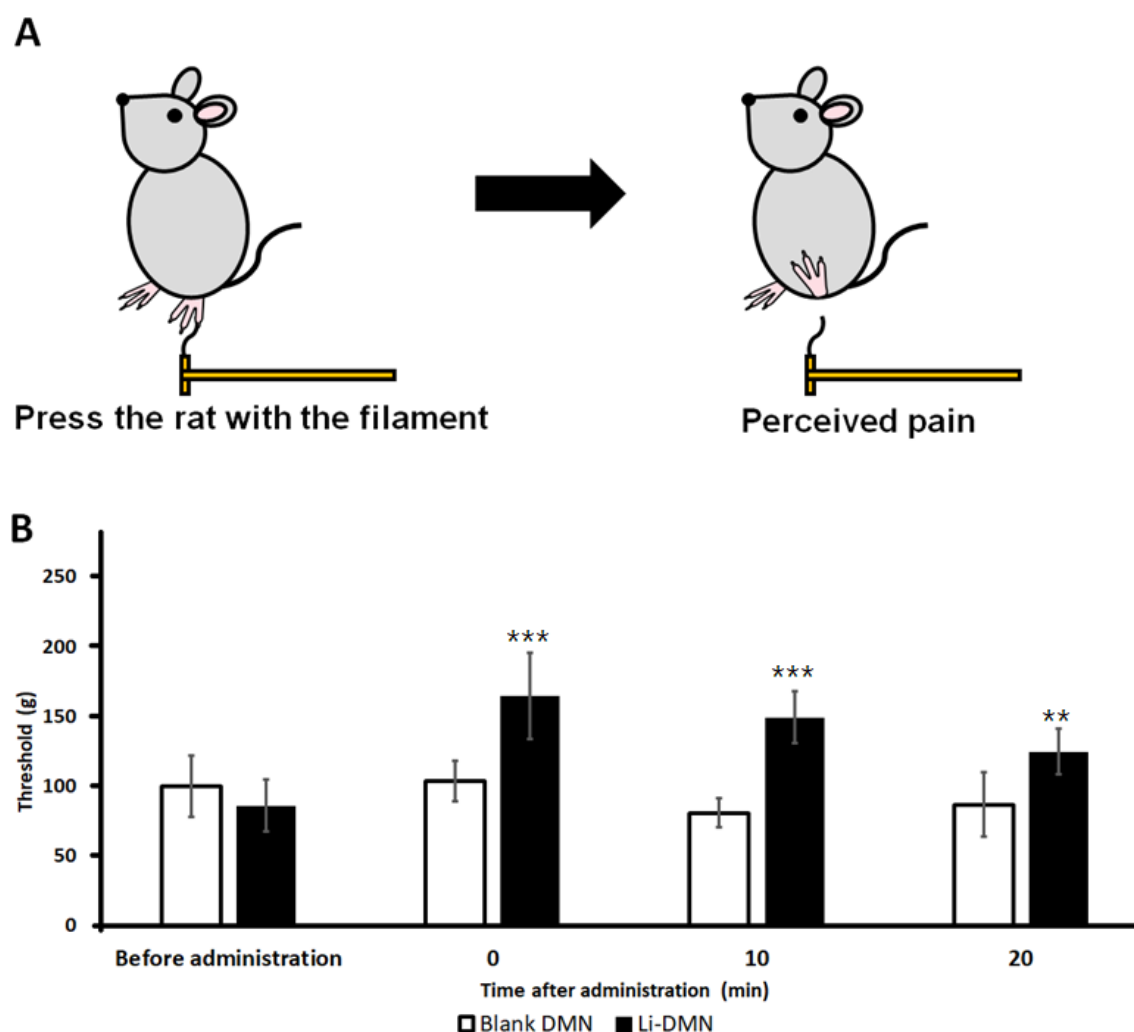 A
Press the rat with the filament
Perceived pain
B
Threshold (g)
250
200
150
100
50
0
***
***
**
Before administration
0
10
20
Time after administration (min)
Blank DMN
Li-DMN